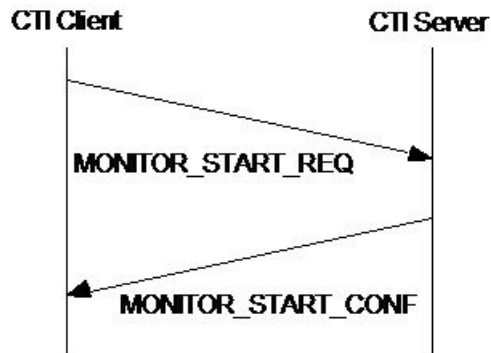 CTI Client
CTI Server
MONITOR_START_REQ
MONITOR_START_CONF